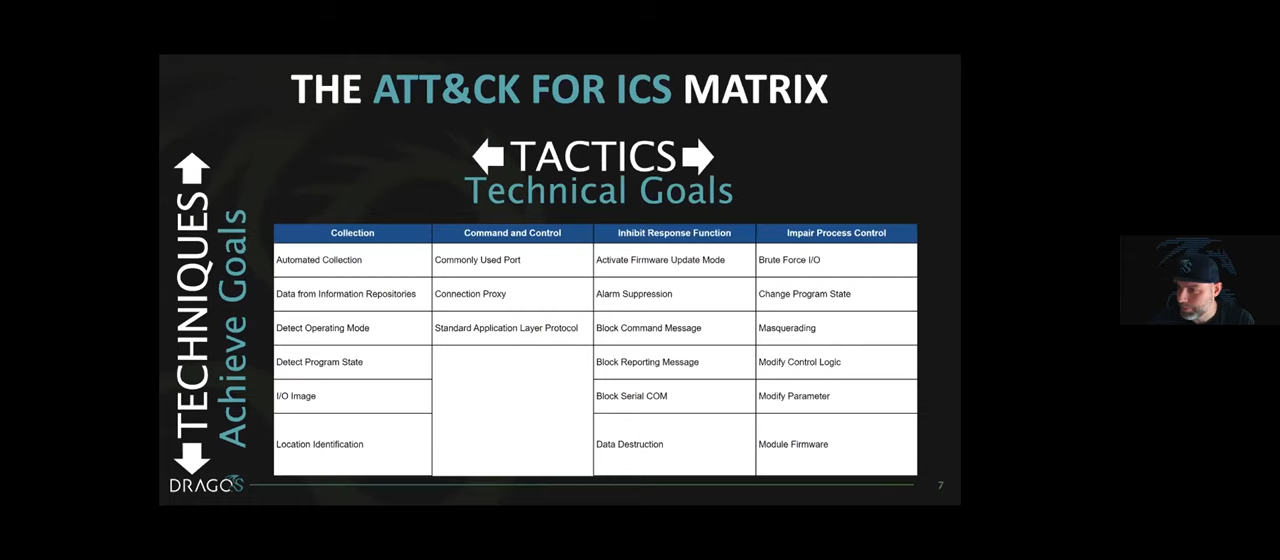 THE ATT&CK FOR ICS MATRIX
TACTICS
Technical Goals
TECHNIQUES
Achieve Goals
Collection Command and Control Inhibit Response Function Impair Process Control
Automated Collection Commonly Used Port Activate Firmware Update Mode Brute Force I/O
Data from Information Repositories Connection Proxy Alarm Suppression Change Program State
Detect Operating Mode Standard Application Layer Protocol Block Command Message Masquerading
Detect Program State Block Reporting Message Modify Control Logic
I/O Image Block Serial COM Modify Parameter
Location Identification Data Destruction Module Firmware
DRAGOS
7